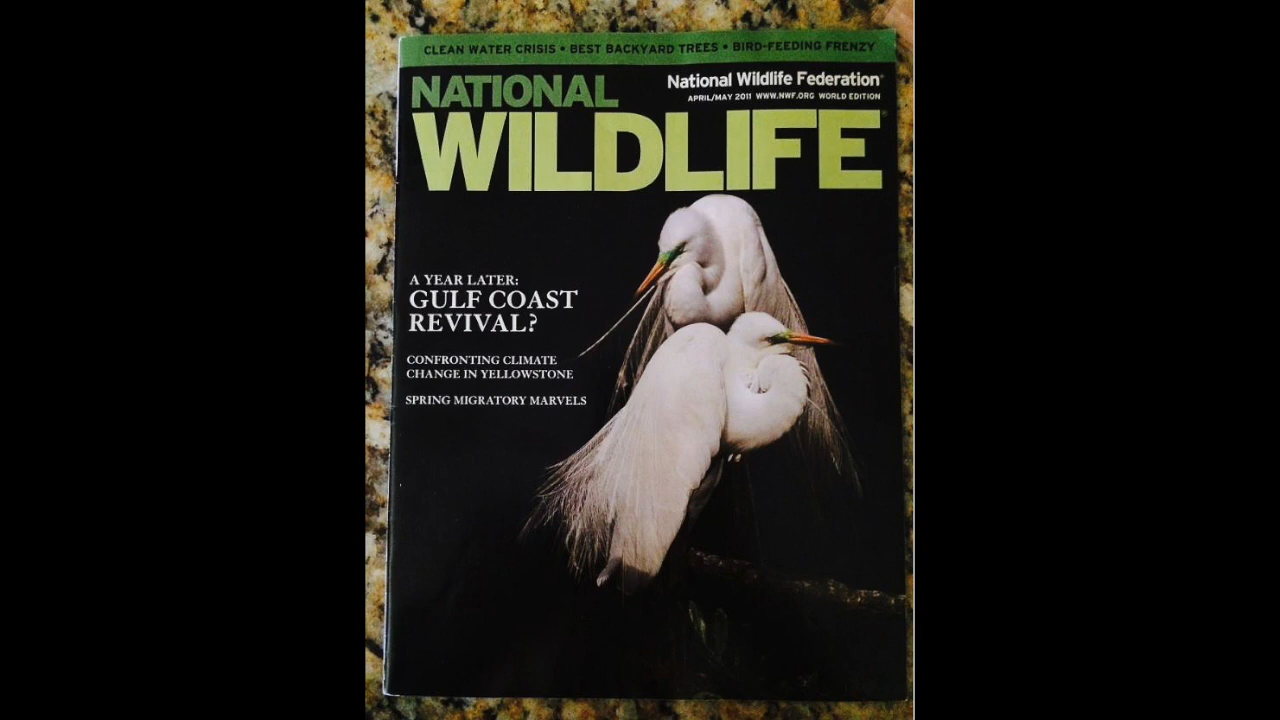 CLEAN WATER CRISIS • BEST BACKYARD TREES • BIRD-FEEDING FRENZY
NATIONAL
National Wildlife Federation®
APRIL/MAY 2011 WWW.NWF.ORG WORLD EDITION
WILDLIFE®
A YEAR LATER:
GULF COAST
REVIVAL?
CONFRONTING CLIMATE
CHANGE IN YELLOWSTONE
SPRING MIGRATORY MARVELS